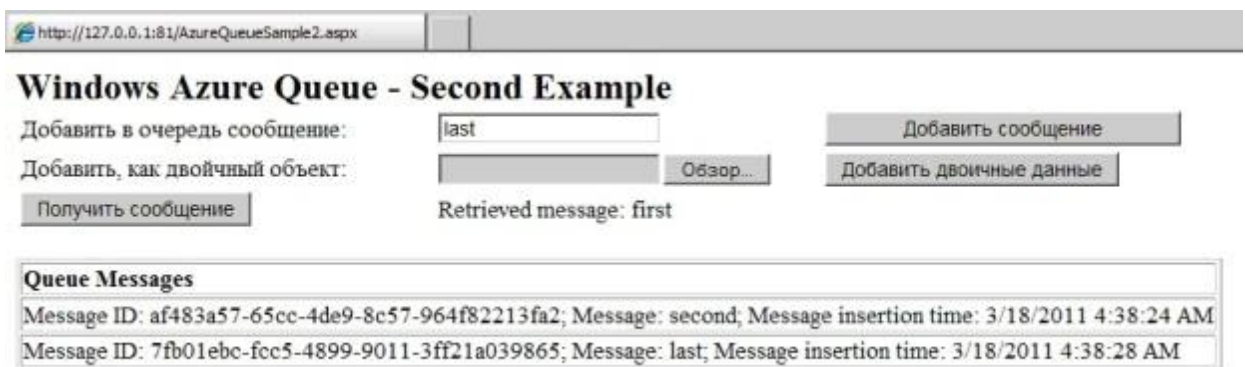 http://127.0.0.1:81/AzureQueueSample2.aspx
Windows Azure Queue - Second Example
Добавить в очередь сообщение: last Добавить сообщение
Добавить, как двойчный объект: Обзор... Добавить двоичные данные
Получить сообщение Retrieved message: first
Queue Messages
Message ID: af483a57-65cc-4de9-8c57-964f82213fa2; Message: second; Message insertion time: 3/18/2011 4:38:24 AM
Message ID: 7fb01ebc-fcc5-4899-9011-3ff21a039865; Message: last; Message insertion time: 3/18/2011 4:38:28 AM